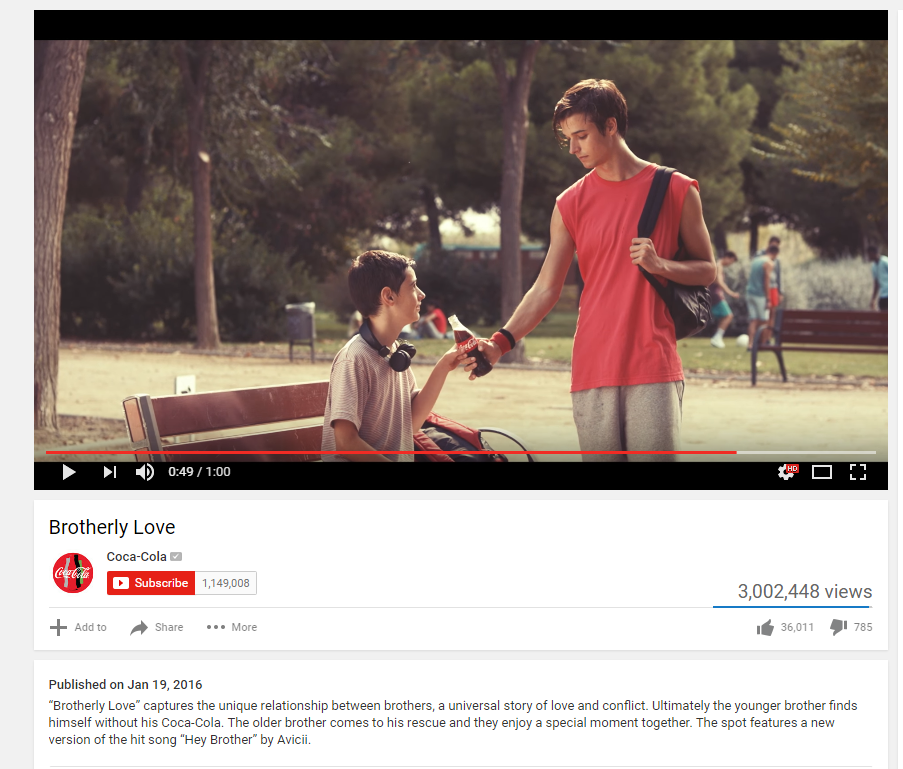 Coca-Cola
0:49 / 1:00
HD
Brotherly Love
Coca-Cola
Coca-Cola
Subscribe
1,149,008
3,002,448 views
Add to
Share
More
36,011
785
Published on Jan 19, 2016
“Brotherly Love” captures the unique relationship between brothers, a universal story of love and conflict. Ultimately the younger brother finds
himself without his Coca-Cola. The older brother comes to his rescue and they enjoy a special moment together. The spot features a new
version of the hit song “Hey Brother” by Avicii.